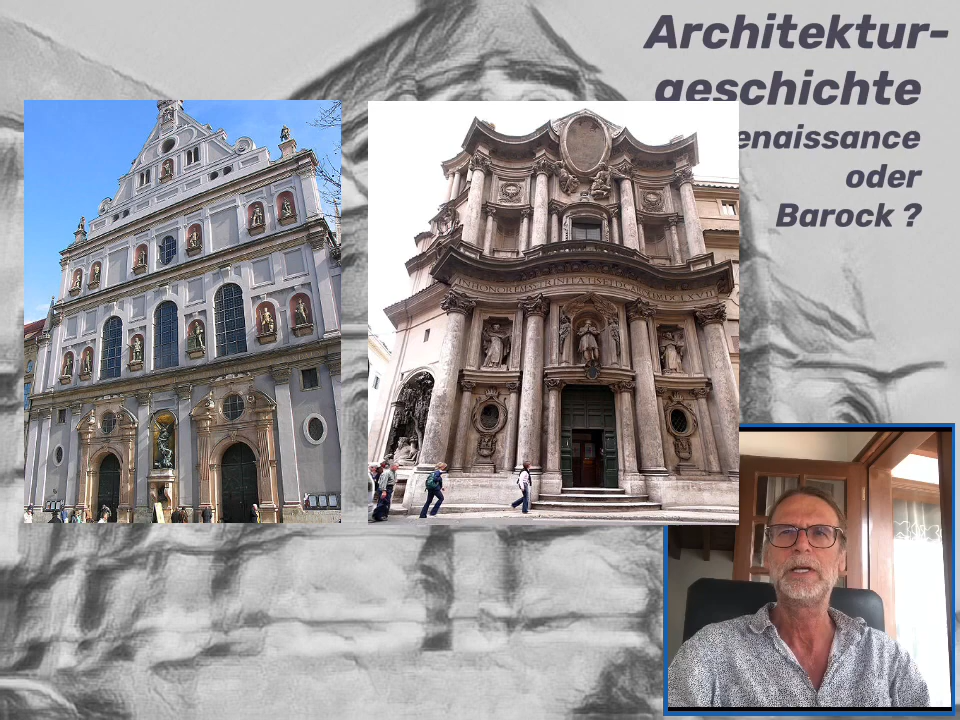 Architektur-
geschichte
enaissance
oder
Barock ?